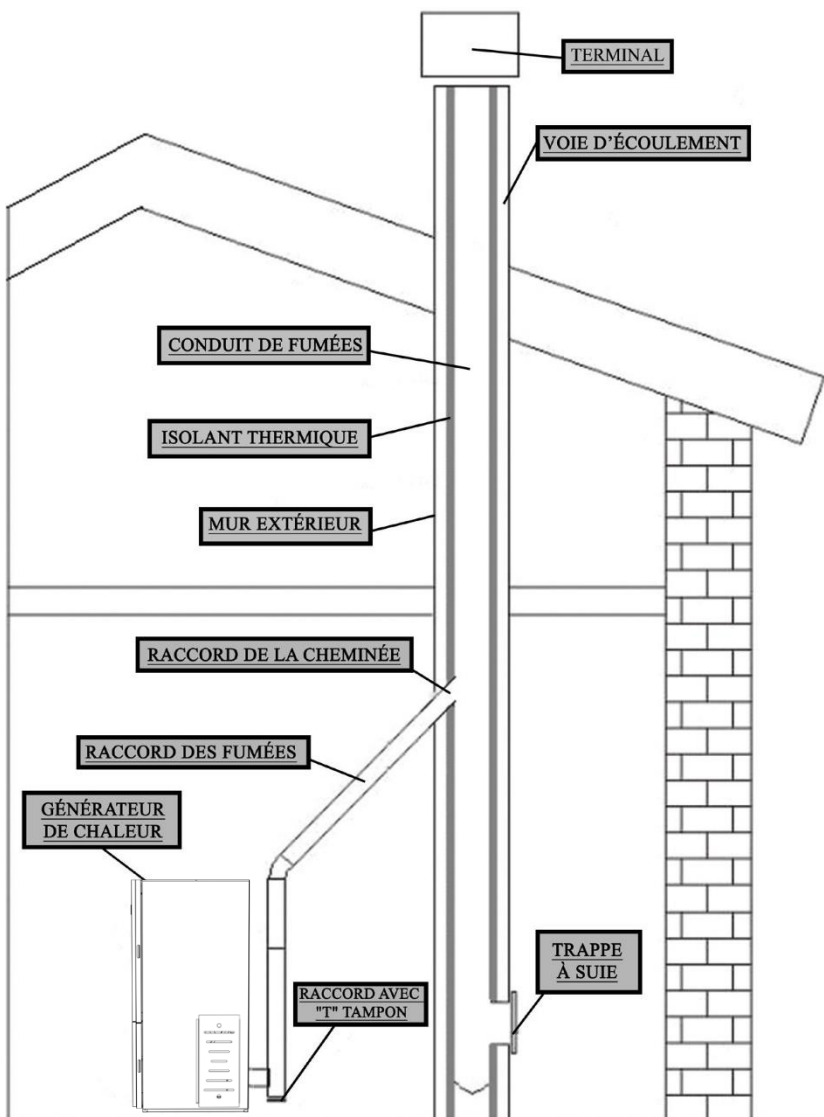 TERMINAL
VOIE D'ÉCOULEMENT
CONDUIT DE FUMÉES
ISOLANT THERMIQUE
MUR EXTÉRIEUR
RACCORD DE LA CHEMINÉE
RACCORD DES FUMÉES
GÉNÉRATEUR
DE CHALEUR
TRAPPE
À SUIE
RACCORD AVEC
"T" TAMPON